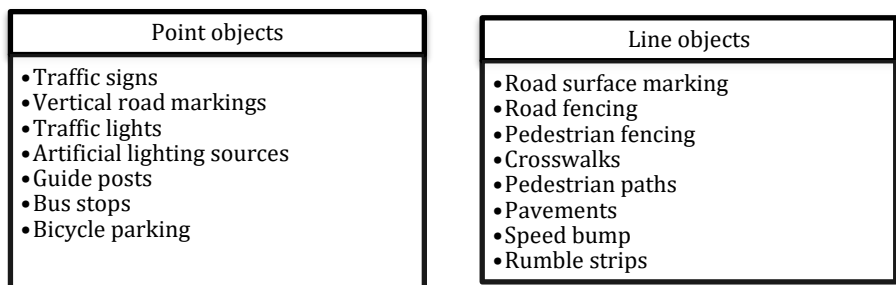 Point objects
•Traffic signs
•Vertical road markings
•Traffic lights
•Artificial lighting sources
•Guide posts
•Bus stops
•Bicycle parking
Line objects
•Road surface marking
•Road fencing
•Pedestrian fencing
•Crosswalks
•Pedestrian paths
•Pavements
•Speed bump
•Rumble strips